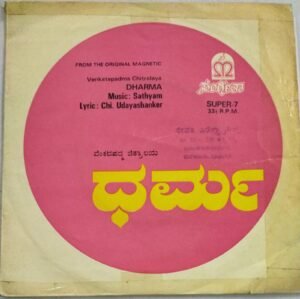 FROM THE ORIGINAL MAGNETIC
Venkatapadma Chitralaya
DHARMA
Music: Sathyam
Lyric: Chi. Udayashanker
ಸಂಗೀತಾ
SUPER-7
33⅓ R.P.M.
ವೆಂಕಟಪದ್ಮ ಚಿತ್ರಾಲಯ
ಧರ್ಮ